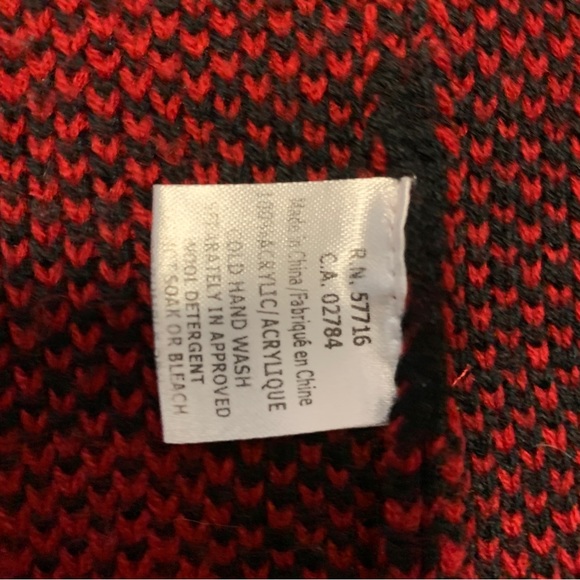 R.N. 57716
C.A. 02784
Made in China/Fabriqué en Chine
100% ACRYLIC/ACRYLIQUE
COLD HAND WASH
SEPARATELY IN APPROVED
WOOL DETERGENT
NOT SOAK OR BLEACH